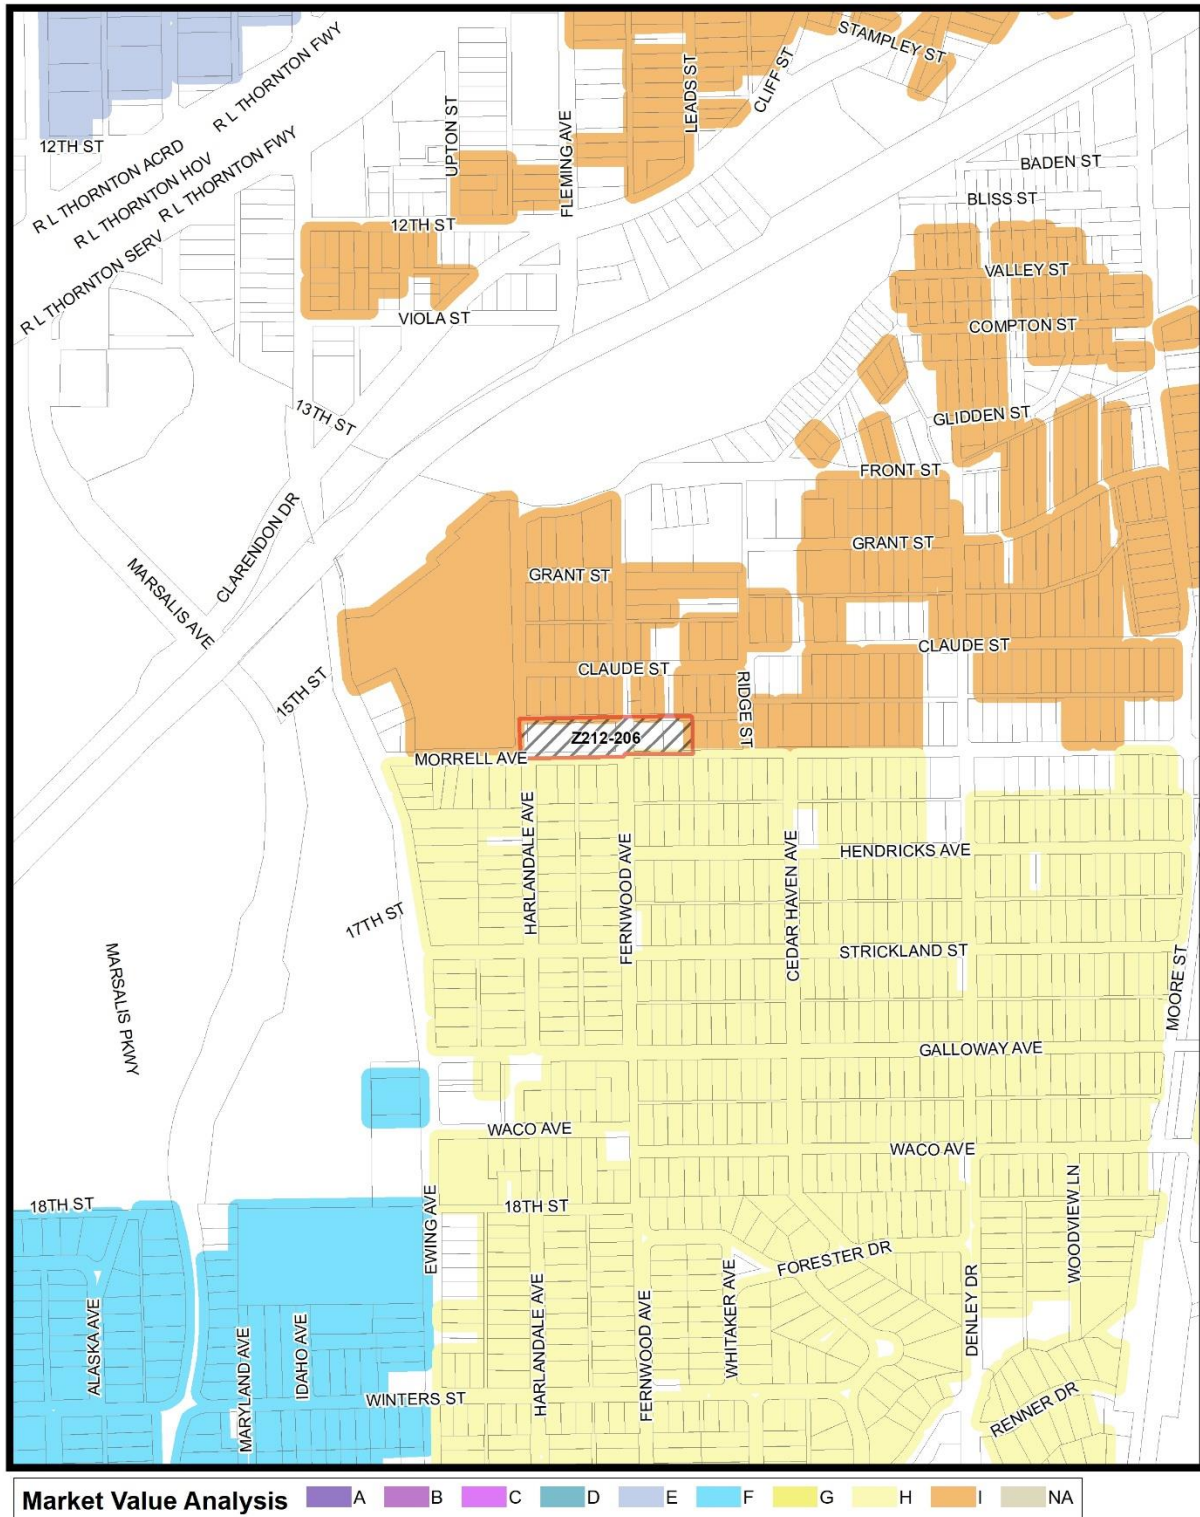 STAMPLEY ST
R L THORNTON FWY
LEADS ST
CLIFF ST
UPTON ST
FLEMING AVE
12TH ST
R L THORNTON ACRD
R L THORNTON HOV
R L THORNTON FWY
R L THORNTON SERV
BADEN ST
BLISS ST
12TH ST
VALLEY ST
VIOLA ST
COMPTON ST
13TH ST
GLIDDEN ST
FRONT ST
CLARENDON DR
GRANT ST
MARSALIS AVE
GRANT ST
CLAUDE ST
CLAUDE ST
15TH ST
RIDGE ST
Z212-206
MORRELL AVE
HARLANDALE AVE
FERNWOOD AVE
CEDAR HAVEN AVE
HENDRICKS AVE
17TH ST
STRICKLAND ST
MARSALIS PKWY
MOORE ST
GALLOWAY AVE
WACO AVE
WACO AVE
18TH ST
EWING AVE
18TH ST
WOODVIEW LN
FORESTER DR
ALASKA AVE
MARYLAND AVE
IDAHO AVE
HARLANDALE AVE
FERNWOOD AVE
WHITAKER AVE
DENLEY DR
WINTERS ST
RENNER DR
Market Value Analysis A B C D E F G H I NA